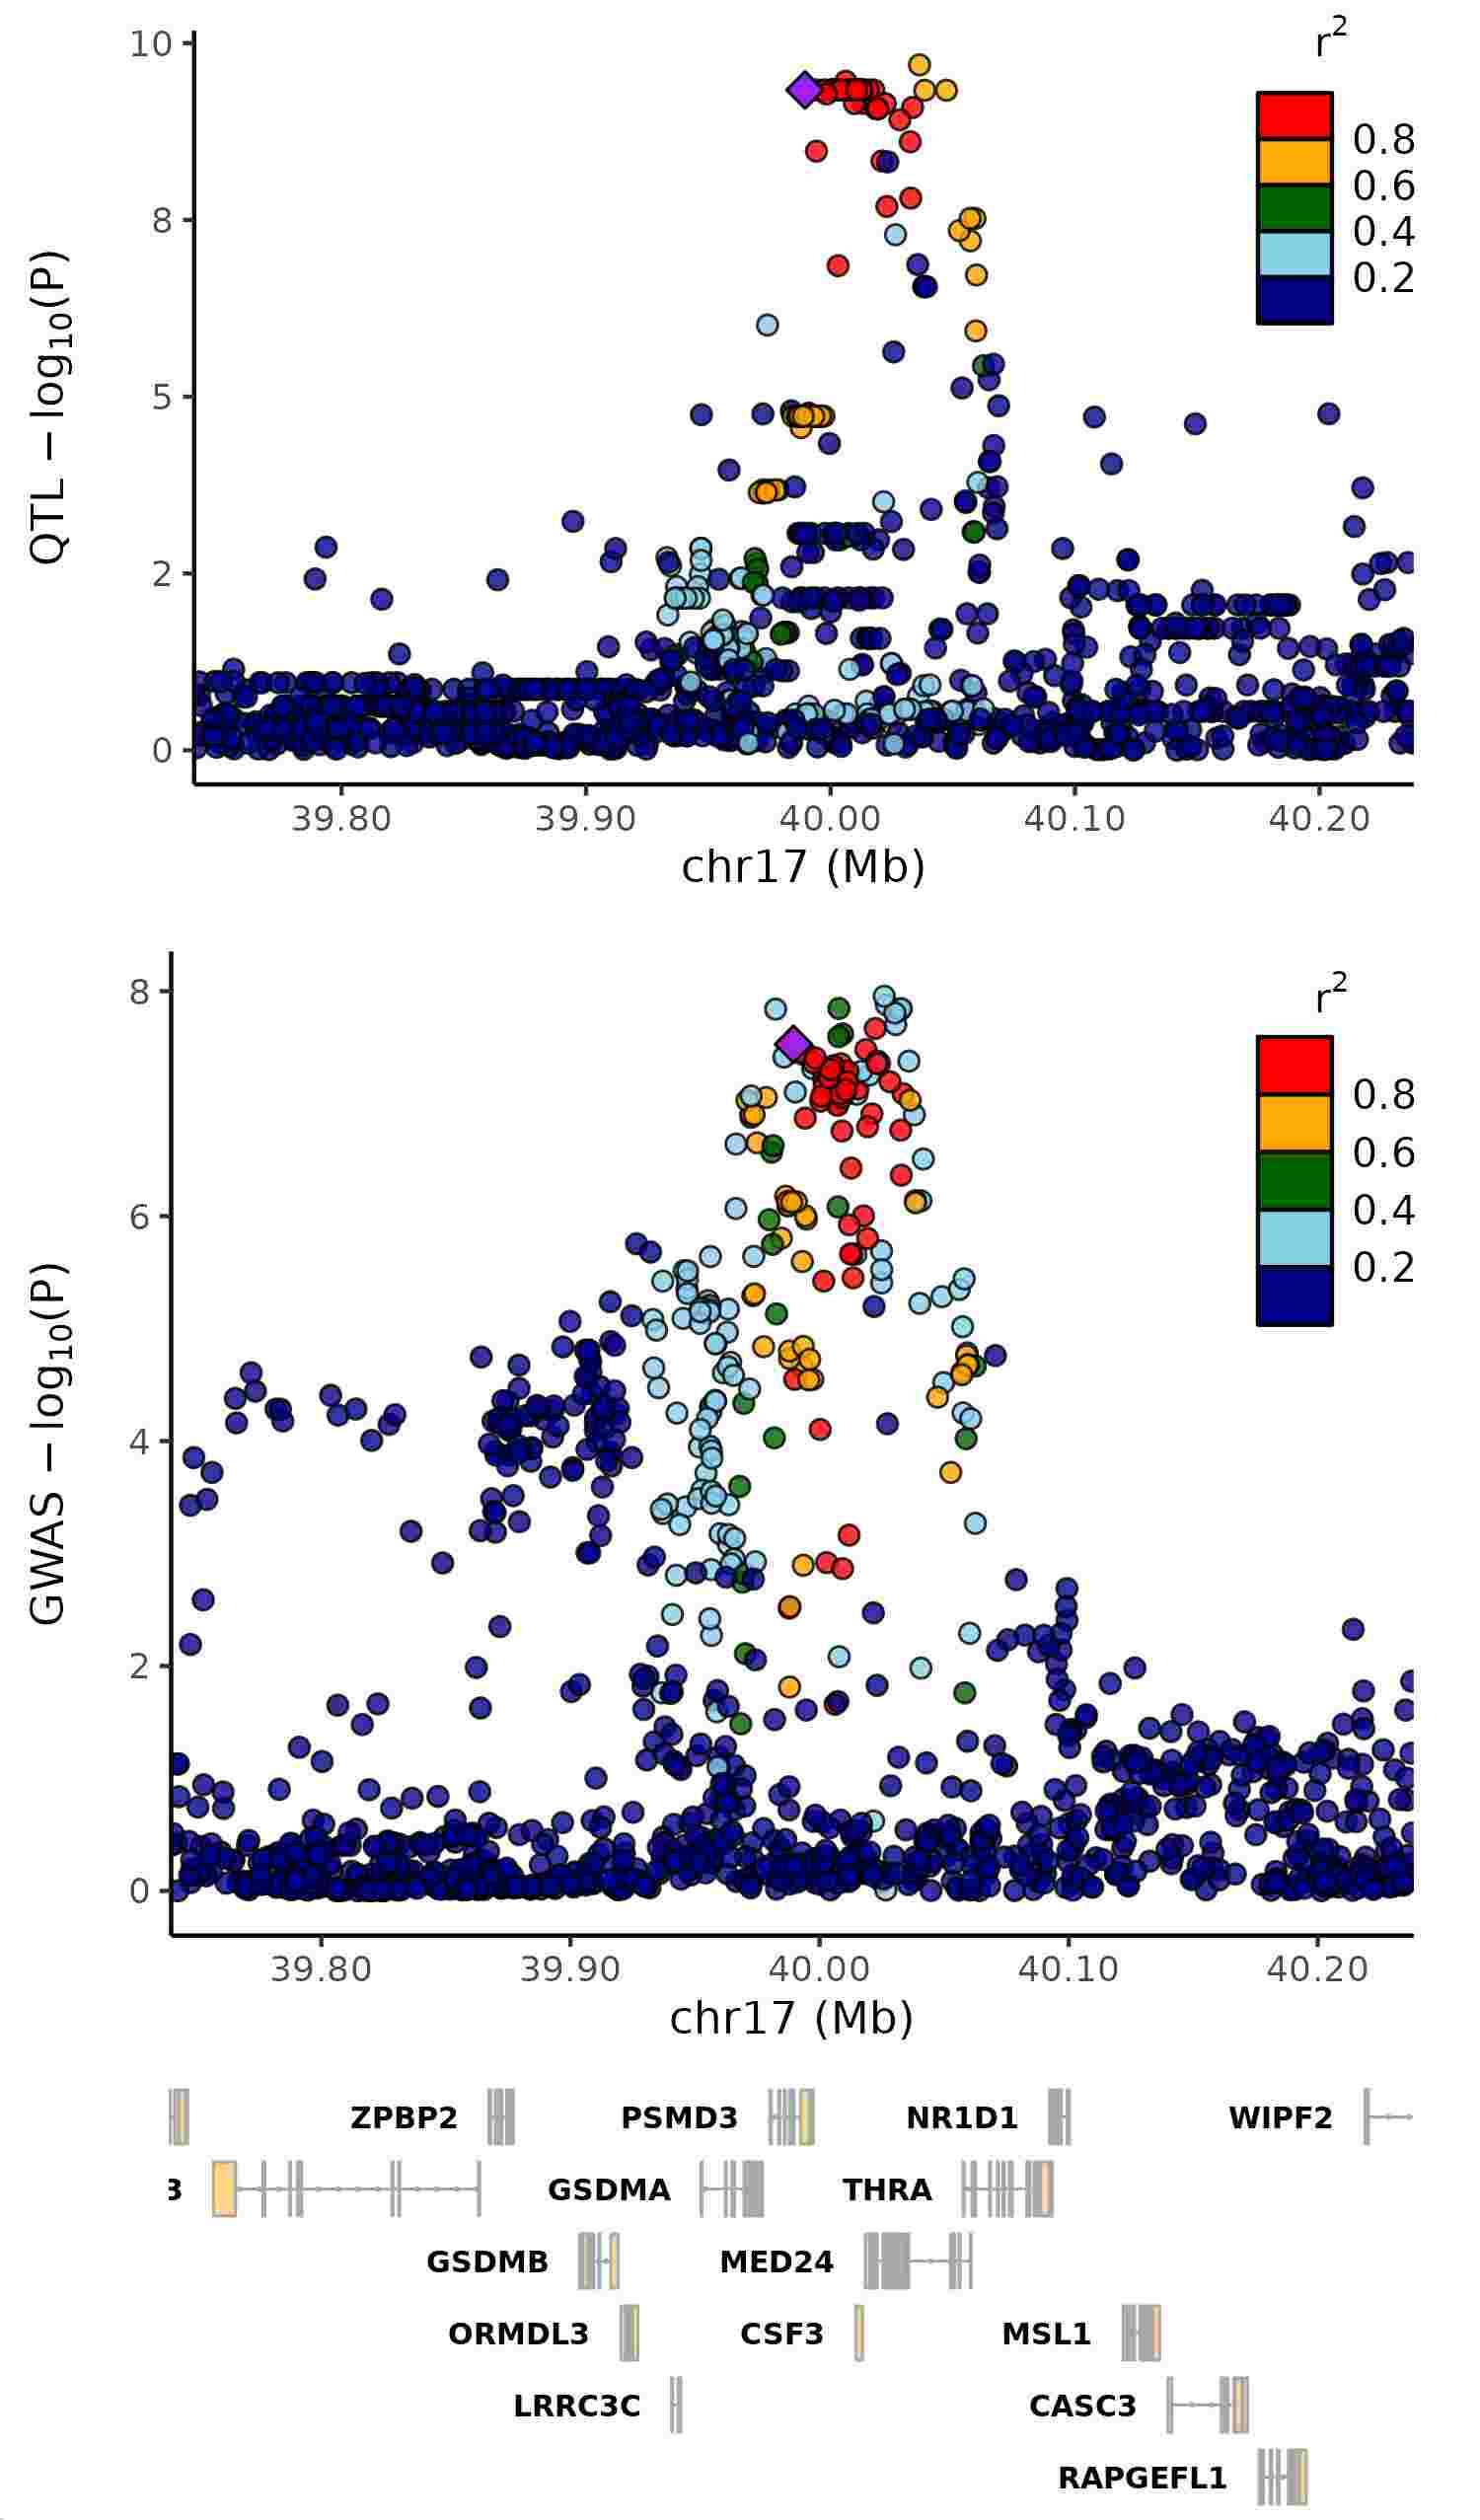 r2
10
8
5
2
0
0.8
0.6
0.4
0.2
QTL −log10(P)
39.80 39.90 40.00 40.10 40.20
chr17 (Mb)
r2
8
6
4
2
0
0.8
0.6
0.4
0.2
GWAS −log10(P)
39.80 39.90 40.00 40.10 40.20
chr17 (Mb)
ZPBP2 PSMD3 NR1D1 WIPF2
3 GSDMA THRA
GSDMB MED24
ORMDL3 CSF3 MSL1
LRRC3C CASC3
RAPGEFL1